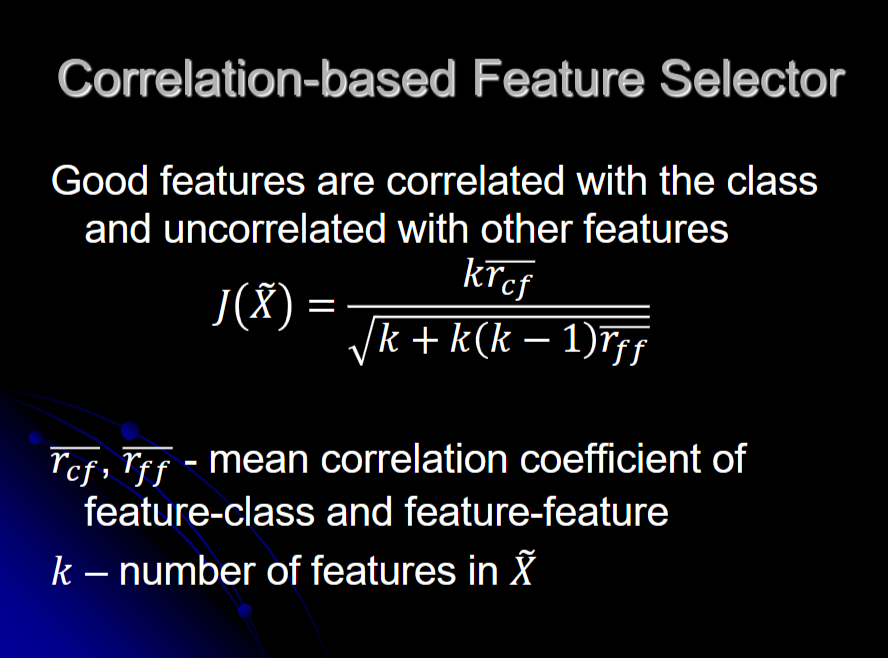 Correlation-based Feature Selector
Good features are correlated with the class
and uncorrelated with other features
$J(\tilde{X}) = \frac{k\overline{r_{cf}}}{\sqrt{k + k(k - 1)\overline{r_{ff}}}}$
$\overline{r_{cf}}, \overline{r_{ff}}$ - mean correlation coefficient of
feature-class and feature-feature
$k$ – number of features in $\tilde{X}$